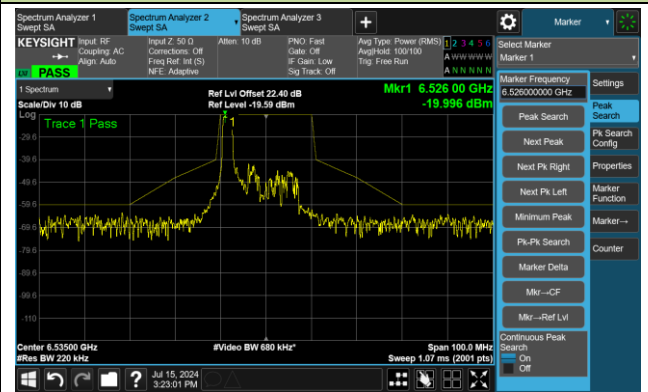 Spectrum Analyzer 1
Swept SA
Spectrum Analyzer 2
Swept SA
Spectrum Analyzer 3
Swept SA
+
Marker
KEYSIGHT
Input: RF
Coupling: AC
Align: Auto
Input Z: 50 Ω
Corrections: Off
Freq Ref: Int (S)
NFE: Adaptive
Atten: 10 dB
PNO: Fast
Gate: Off
IF Gain: Low
Sig Track: Off
Avg Type: Power (RMS)
Avg|Hold: 100/100
Trig: Free Run
1 2 3 4 5 6
A W W W W W
A N N N N N
PASS
Select Marker
Marker 1
1 Spectrum
Scale/Div 10 dB
Ref Lvl Offset 22.40 dB
Ref Level -19.59 dBm
Mkr1 6.526 00 GHz
-19.996 dBm
Log
Trace 1 Pass
1
-29.6
-39.6
-49.6
-59.6
-69.6
-79.6
-89.6
-99.6
-110
Center 6.53500 GHz
#Res BW 220 kHz
#Video BW 680 kHz*
Span 100.0 MHz
Sweep 1.07 ms (2001 pts)
Marker Frequency
6.526000000 GHz
Peak Search
Next Peak
Next Pk Right
Next Pk Left
Minimum Peak
Pk-Pk Search
Marker Delta
Mkr→CF
Mkr→Ref Lvl
Continuous Peak
Search
On
Off
Settings
Peak
Search
Pk Search
Config
Properties
Marker
Function
Marker→
Counter
?
Jul 15, 2024
3:23:01 PM